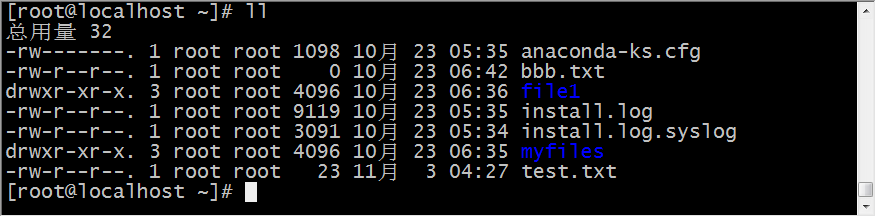 [root@localhost ~]# ll
总用量 32
-rw-------. 1 root root 1098 10月 23 05:35 anaconda-ks.cfg
-rw-r--r--. 1 root root    0 10月 23 06:42 bbb.txt
drwxr-xr-x. 3 root root 4096 10月 23 06:36 file1
-rw-r--r--. 1 root root 9119 10月 23 05:35 install.log
-rw-r--r--. 1 root root 3091 10月 23 05:34 install.log.syslog
drwxr-xr-x. 3 root root 4096 10月 23 06:35 myfiles
-rw-r--r--. 1 root root   23 11月  3 04:27 test.txt
[root@localhost ~]#